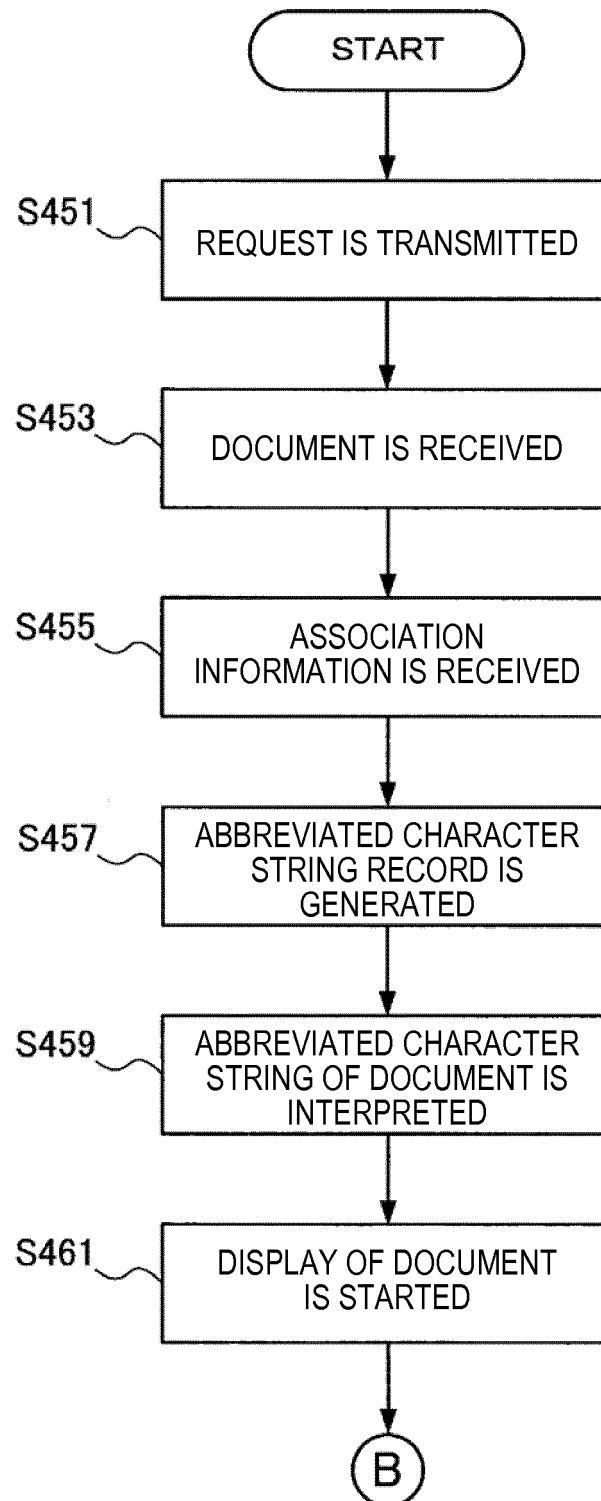 START
S451
REQUEST IS TRANSMITTED
S453
DOCUMENT IS RECEIVED
S455
ASSOCIATION
INFORMATION IS RECEIVED
S457
ABBREVIATED CHARACTER
STRING RECORD IS
GENERATED
S459
ABBREVIATED CHARACTER
STRING OF DOCUMENT IS
INTERPRETED
S461
DISPLAY OF DOCUMENT
IS STARTED
B